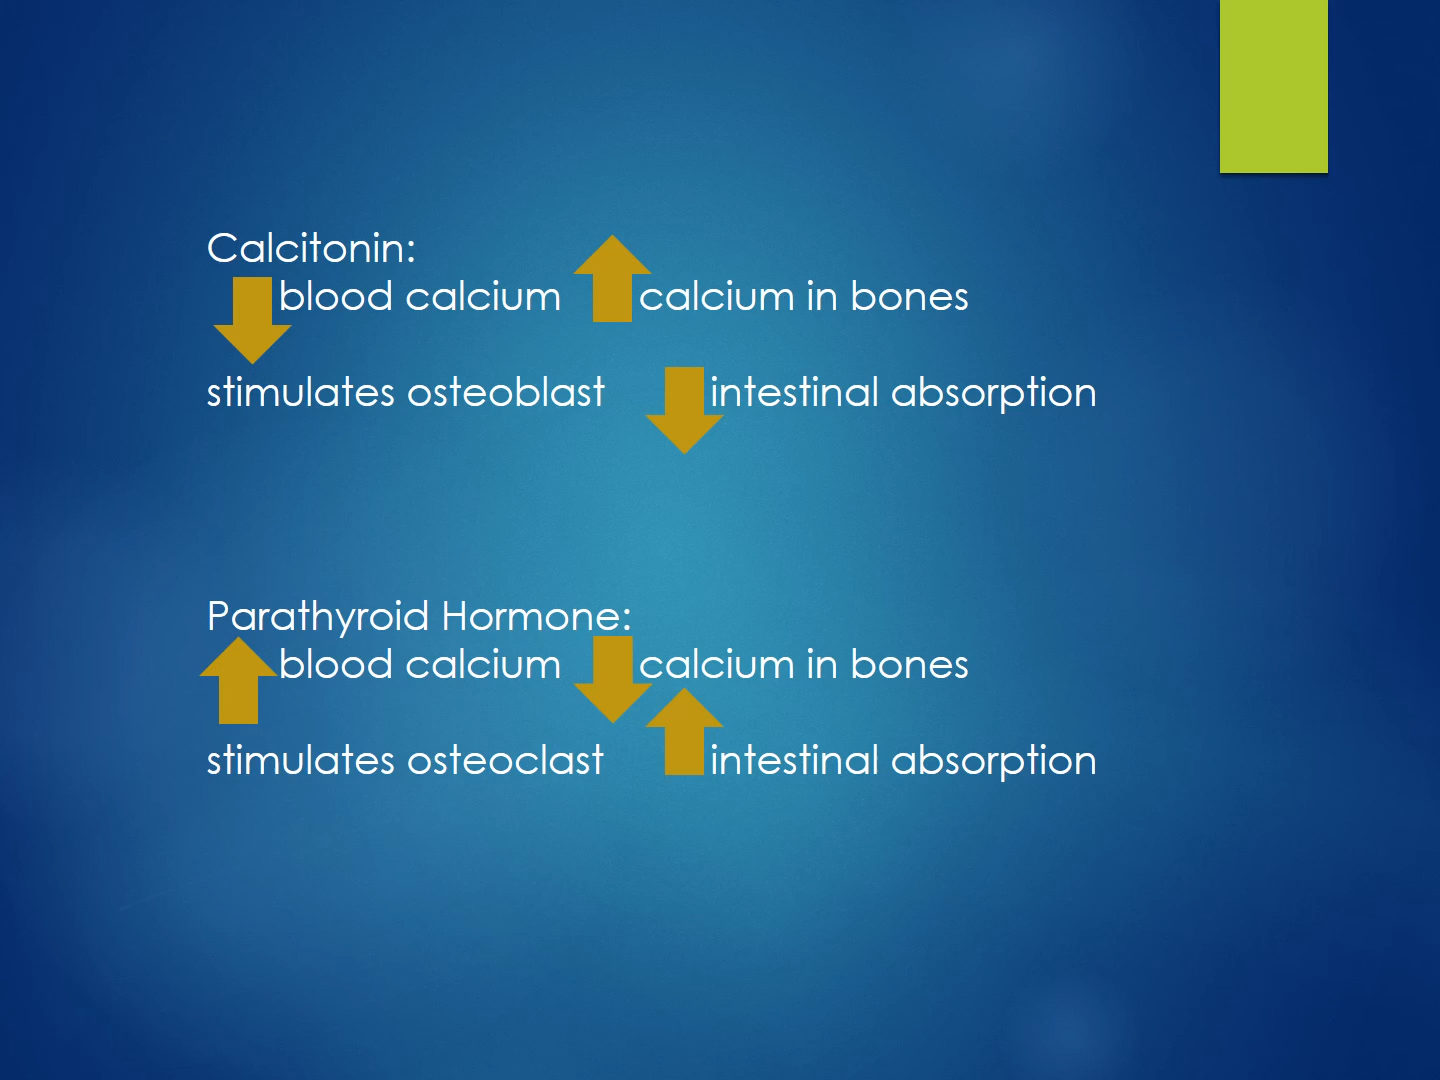 Calcitonin:
blood calcium calcium in bones
stimulates osteoblast intestinal absorption
Parathyroid Hormone:
blood calcium calcium in bones
stimulates osteoclast intestinal absorption